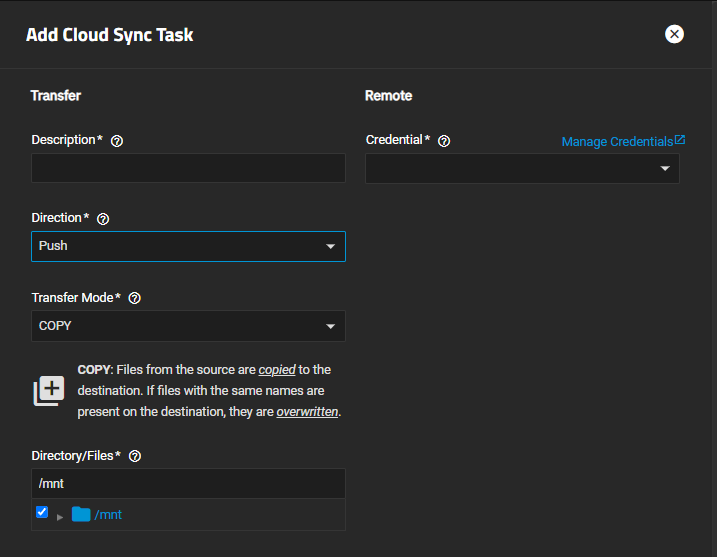 Add Cloud Sync Task
Transfer
Description*
Direction*
Push
Transfer Mode*
COPY
COPY: Files from the source are copied to the
destination. If files with the same names are
present on the destination, they are overwritten.
Directory/Files*
/mnt
/mnt
Remote
Credential*
Manage Credentials